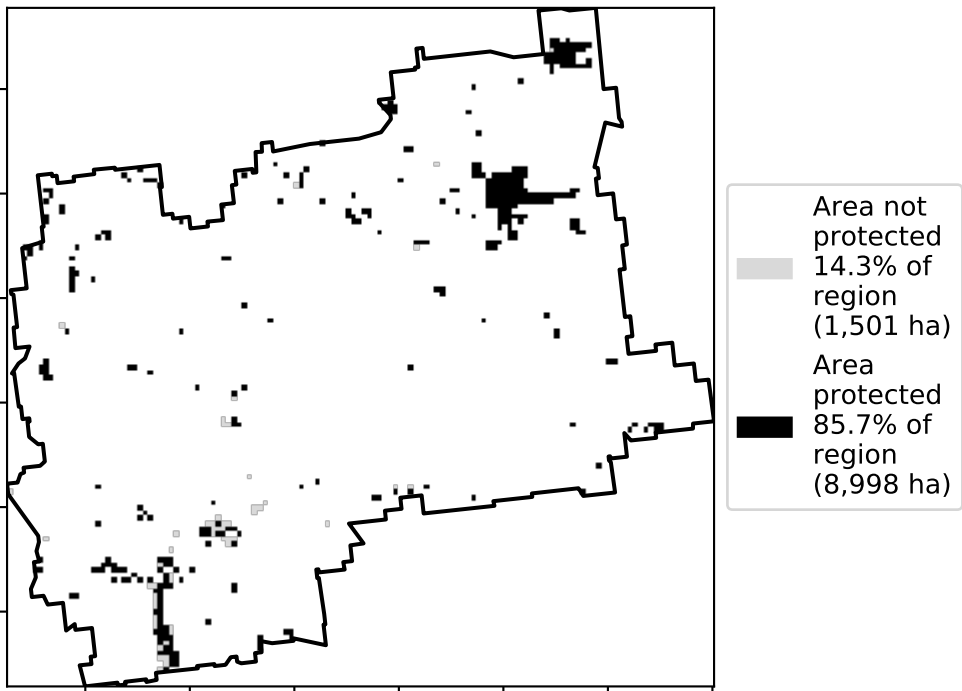 Area not
protected
14.3% of
region
(1,501 ha)
Area
protected
85.7% of
region
(8,998 ha)